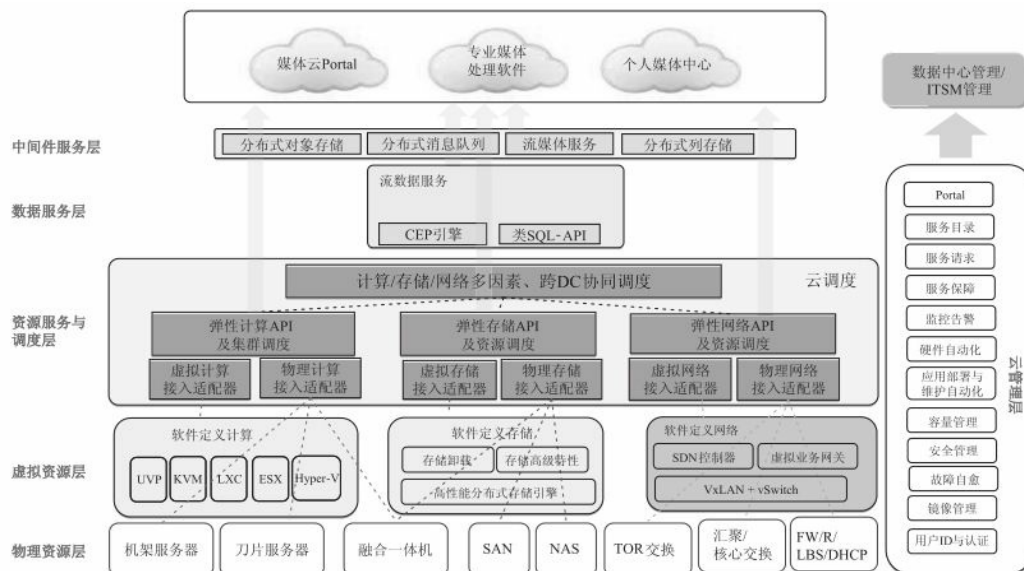 媒体云Portal
专业媒体
处理软件
个人媒体中心
数据中心管理/
ITSM管理
中间件服务层
分布式对象存储
分布式消息队列
流媒体服务
分布式列存储
数据服务层
流数据服务
CEP引擎
类SQL-API
资源服务与
调度层
云调度
计算/存储/网络多因素、跨DC协同调度
弹性计算API
及集群调度
弹性存储API
及资源调度
弹性网络API
及资源调度
虚拟计算
接入适配器
物理计算
接入适配器
虚拟存储
接入适配器
物理存储
接入适配器
虚拟网络
接入适配器
物理网络
接入适配器
虚拟资源层
软件定义计算
UVP
KVM
LXC
ESX
Hyper-V
软件定义存储
存储卸载
存储高级特性
高性能分布式存储引擎
软件定义网络
SDN控制器
虚拟业务网关
VxLAN + vSwitch
物理资源层
机架服务器
刀片服务器
融合一体机
SAN
NAS
TOR交换
汇聚/
核心交换
FW/R/
LBS/DHCP
Portal
服务目录
服务请求
服务保障
监控告警
硬件自动化
应用部署与
维护自动化
容量管理
安全管理
故障自愈
镜像管理
用户ID与认证
云管理层